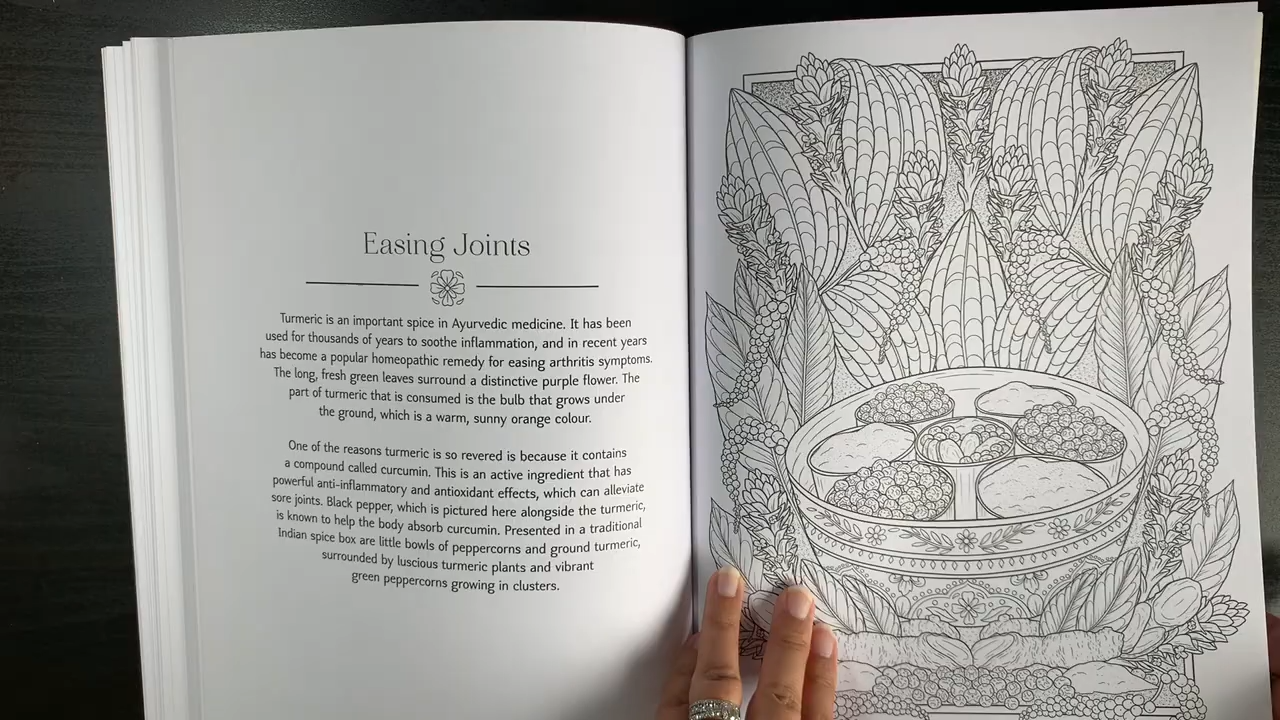 Easing Joints
Turmeric is an important spice in Ayurvedic medicine. It has been
used for thousands of years to soothe inflammation, and in recent years
has become a popular homeopathic remedy for easing arthritis symptoms.
The long, fresh green leaves surround a distinctive purple flower. The
part of turmeric that is consumed is the bulb that grows under
the ground, which is a warm, sunny orange colour.
One of the reasons turmeric is so revered is because it contains
a compound called curcumin. This is an active ingredient that has
powerful anti-inflammatory and antioxidant effects, which can alleviate
sore joints. Black pepper, which is pictured here alongside the turmeric,
is known to help the body absorb curcumin. Presented in a traditional
Indian spice box are little bowls of peppercorns and ground turmeric,
surrounded by luscious turmeric plants and vibrant
green peppercorns growing in clusters.